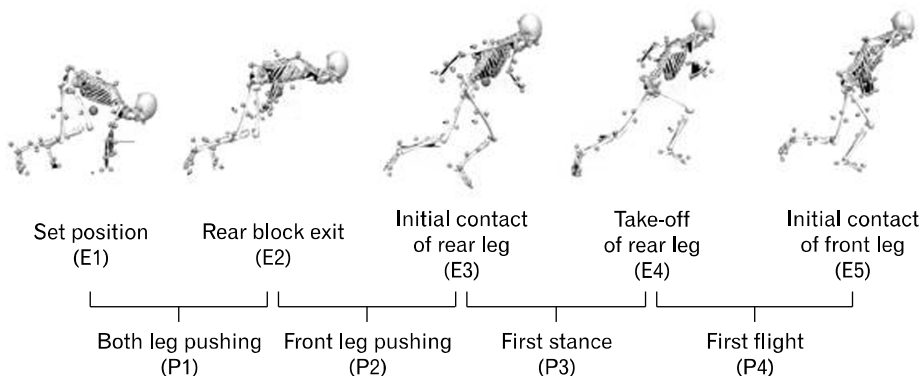 Set position
(E1)
Rear block exit
(E2)
Initial contact
of rear leg
(E3)
Take-off
of rear leg
(E4)
Initial contact
of front leg
(E5)
Both leg pushing
(P1)
Front leg pushing
(P2)
First stance
(P3)
First flight
(P4)